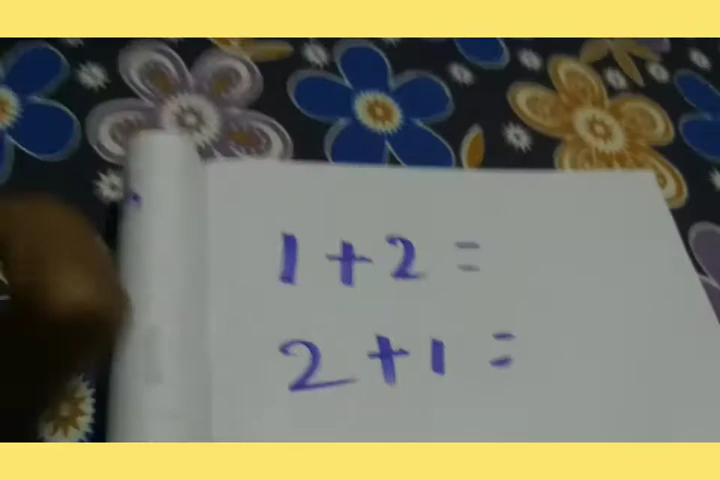 1 + 2 =
2 + 1 =